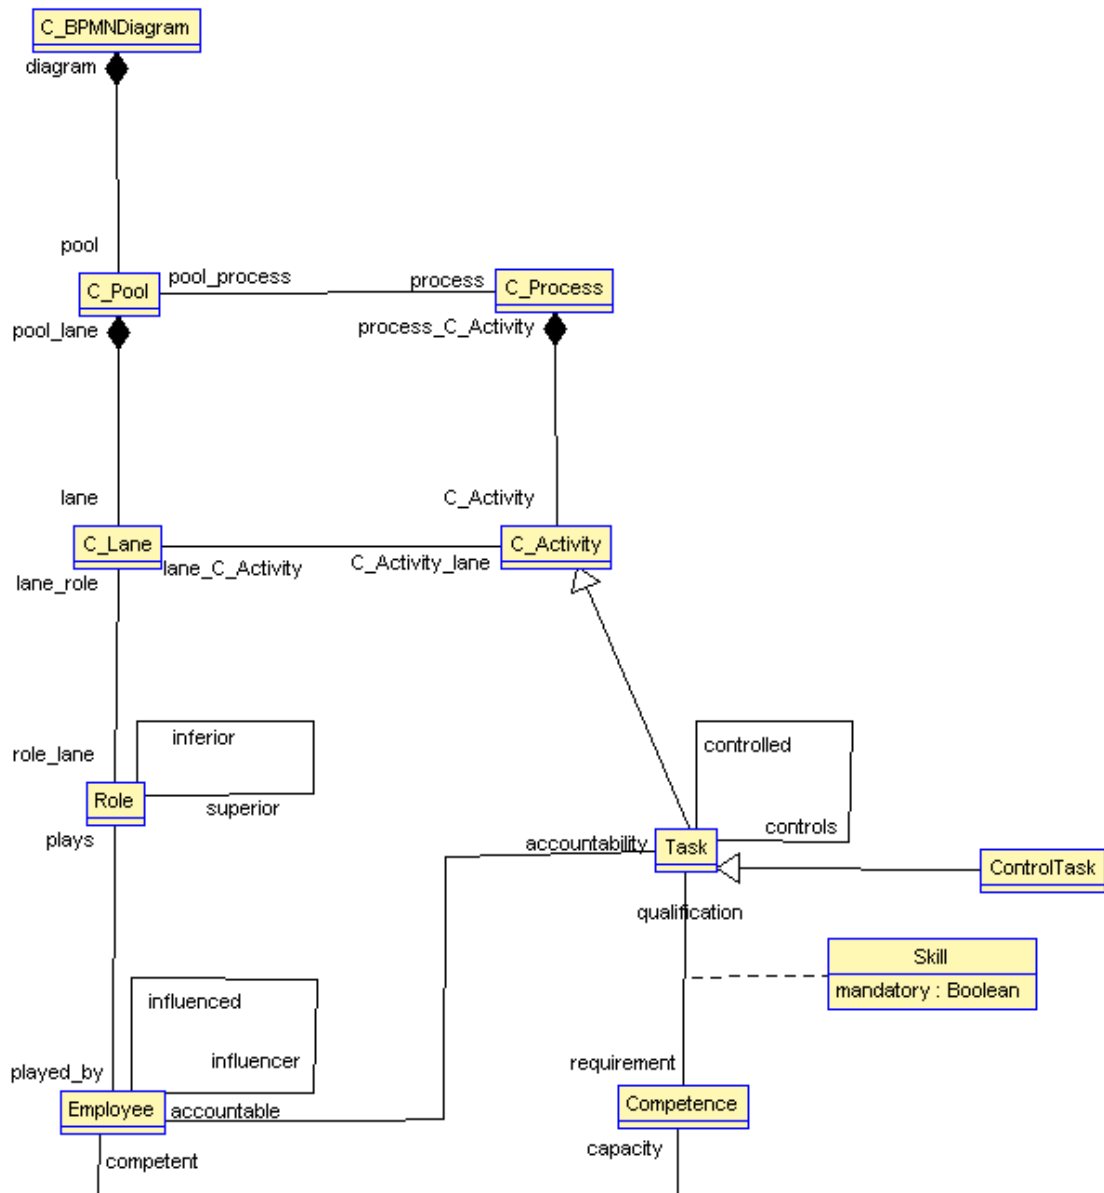 C_BPMNDiagram
diagram
pool
C_Pool
pool_process
process
C_Process
pool_lane
process_C_Activity
lane
C_Activity
C_Lane
lane_C_Activity
C_Activity_lane
C_Activity
lane_role
role_lane
inferior
Role
superior
plays
controlled
controls
accountability
Task
ControlTask
qualification
Skill
mandatory : Boolean
influenced
influencer
played_by
requirement
Employee
accountable
Competence
competent
capacity